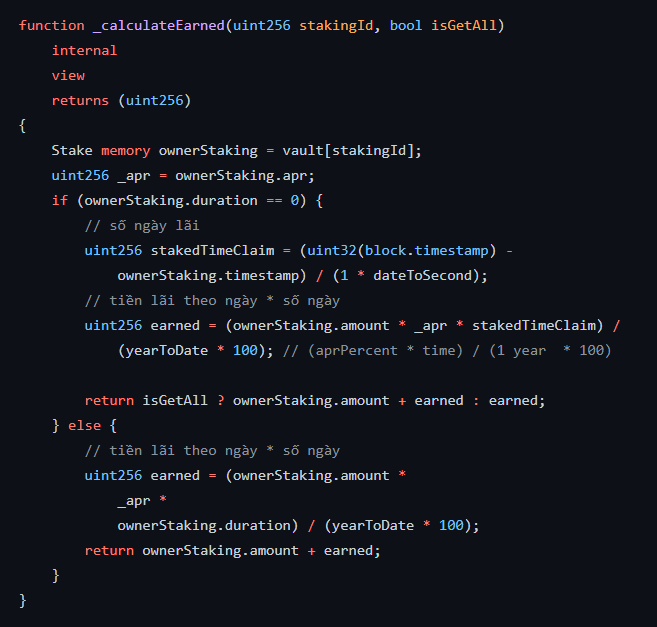 function _calculateEarned(uint256 stakingId, bool isGetAll)
    internal
    view
    returns (uint256)
{
    Stake memory ownerStaking = vault[stakingId];
    uint256 _apr = ownerStaking.apr;
    if (ownerStaking.duration == 0) {
        // số ngày lãi
        uint256 stakedTimeClaim = (uint32(block.timestamp) -
            ownerStaking.timestamp) / (1 * dateToSecond);
        // tiền lãi theo ngày * số ngày
        uint256 earned = (ownerStaking.amount * _apr * stakedTimeClaim) /
            (yearToDate * 100); // (aprPercent * time) / (1 year  * 100)

        return isGetAll ? ownerStaking.amount + earned : earned;
    } else {
        // tiền lãi theo ngày * số ngày
        uint256 earned = (ownerStaking.amount *
            _apr *
            ownerStaking.duration) / (yearToDate * 100);
        return ownerStaking.amount + earned;
    }
}